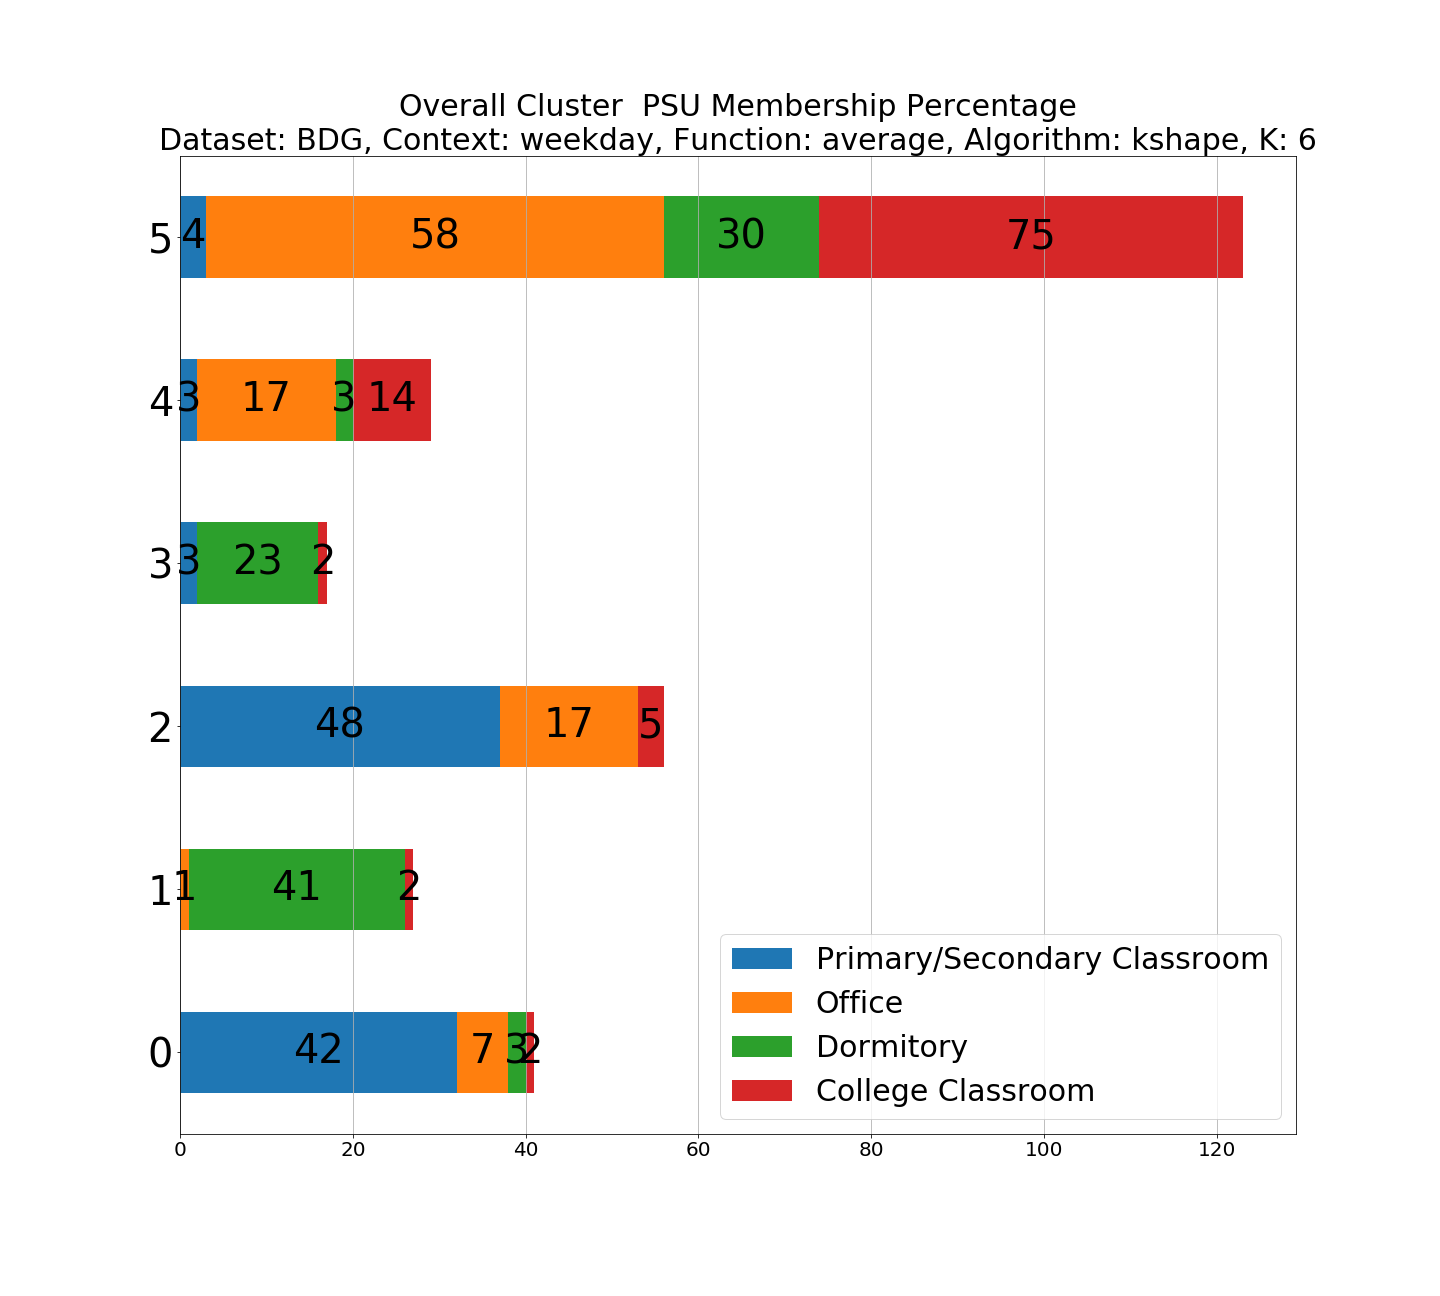 Overall Cluster  PSU Membership Percentage
Dataset: BDG, Context: weekday, Function: average, Algorithm: kshape, K: 6
5 4 58 30 75
4 3 17 3 14
3 3 23 2
2 48 17 5
1 1 41 2
0 42 7 3 2
Primary/Secondary Classroom
Office
Dormitory
College Classroom
0 20 40 60 80 100 120